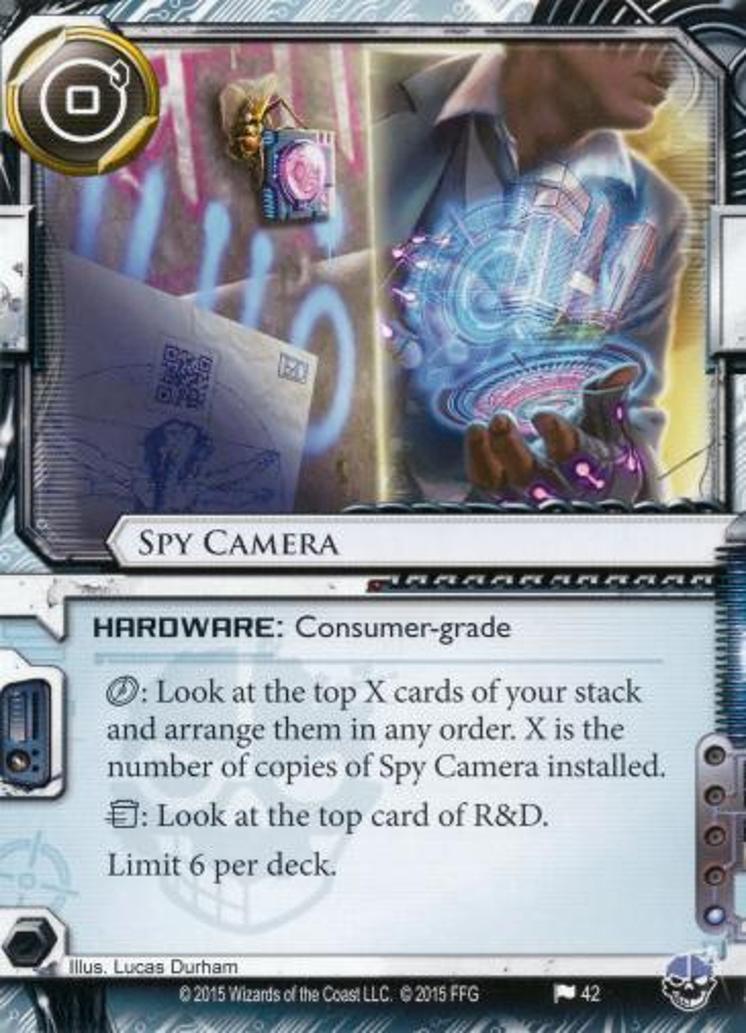 0
SPY CAMERA
HARDWARE: Consumer-grade
: Look at the top X cards of your stack
and arrange them in any order. X is the
number of copies of Spy Camera installed.
: Look at the top card of R&D.
Limit 6 per deck.
Illus. Lucas Durham
© 2015 Wizards of the Coast LLC. © 2015 FFG 42